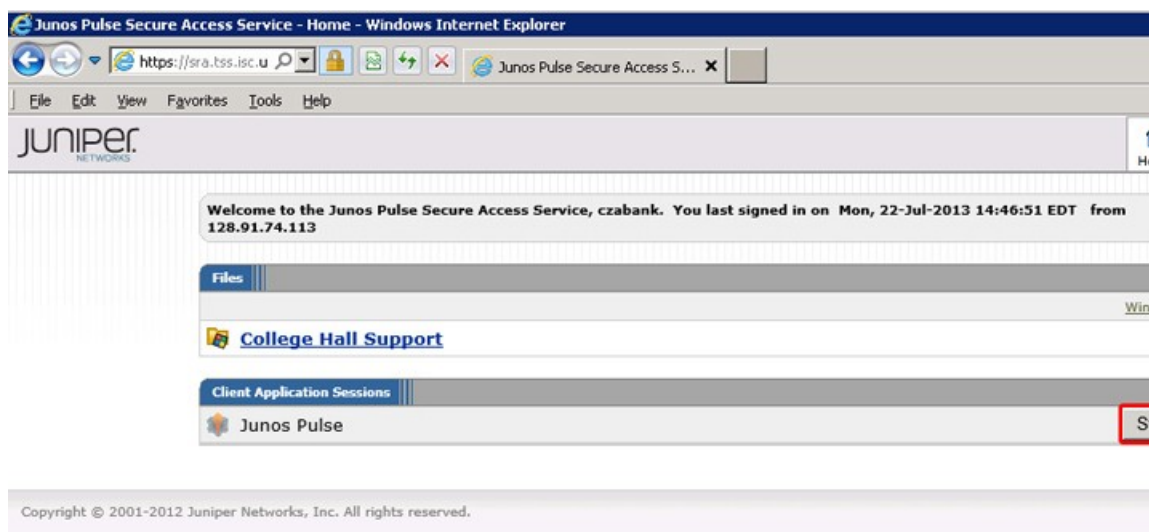 Junos Pulse Secure Access Service - Home - Windows Internet Explorer
https://sra.tss.isc.u
Junos Pulse Secure Access S...
File Edit View Favorites Tools Help
JUNIPER
NETWORKS
Welcome to the Junos Pulse Secure Access Service, czabank. You last signed in on Mon, 22-Jul-2013 14:46:51 EDT from
128.91.74.113
Files
College Hall Support
Client Application Sessions
Junos Pulse
Copyright © 2001-2012 Juniper Networks, Inc. All rights reserved.